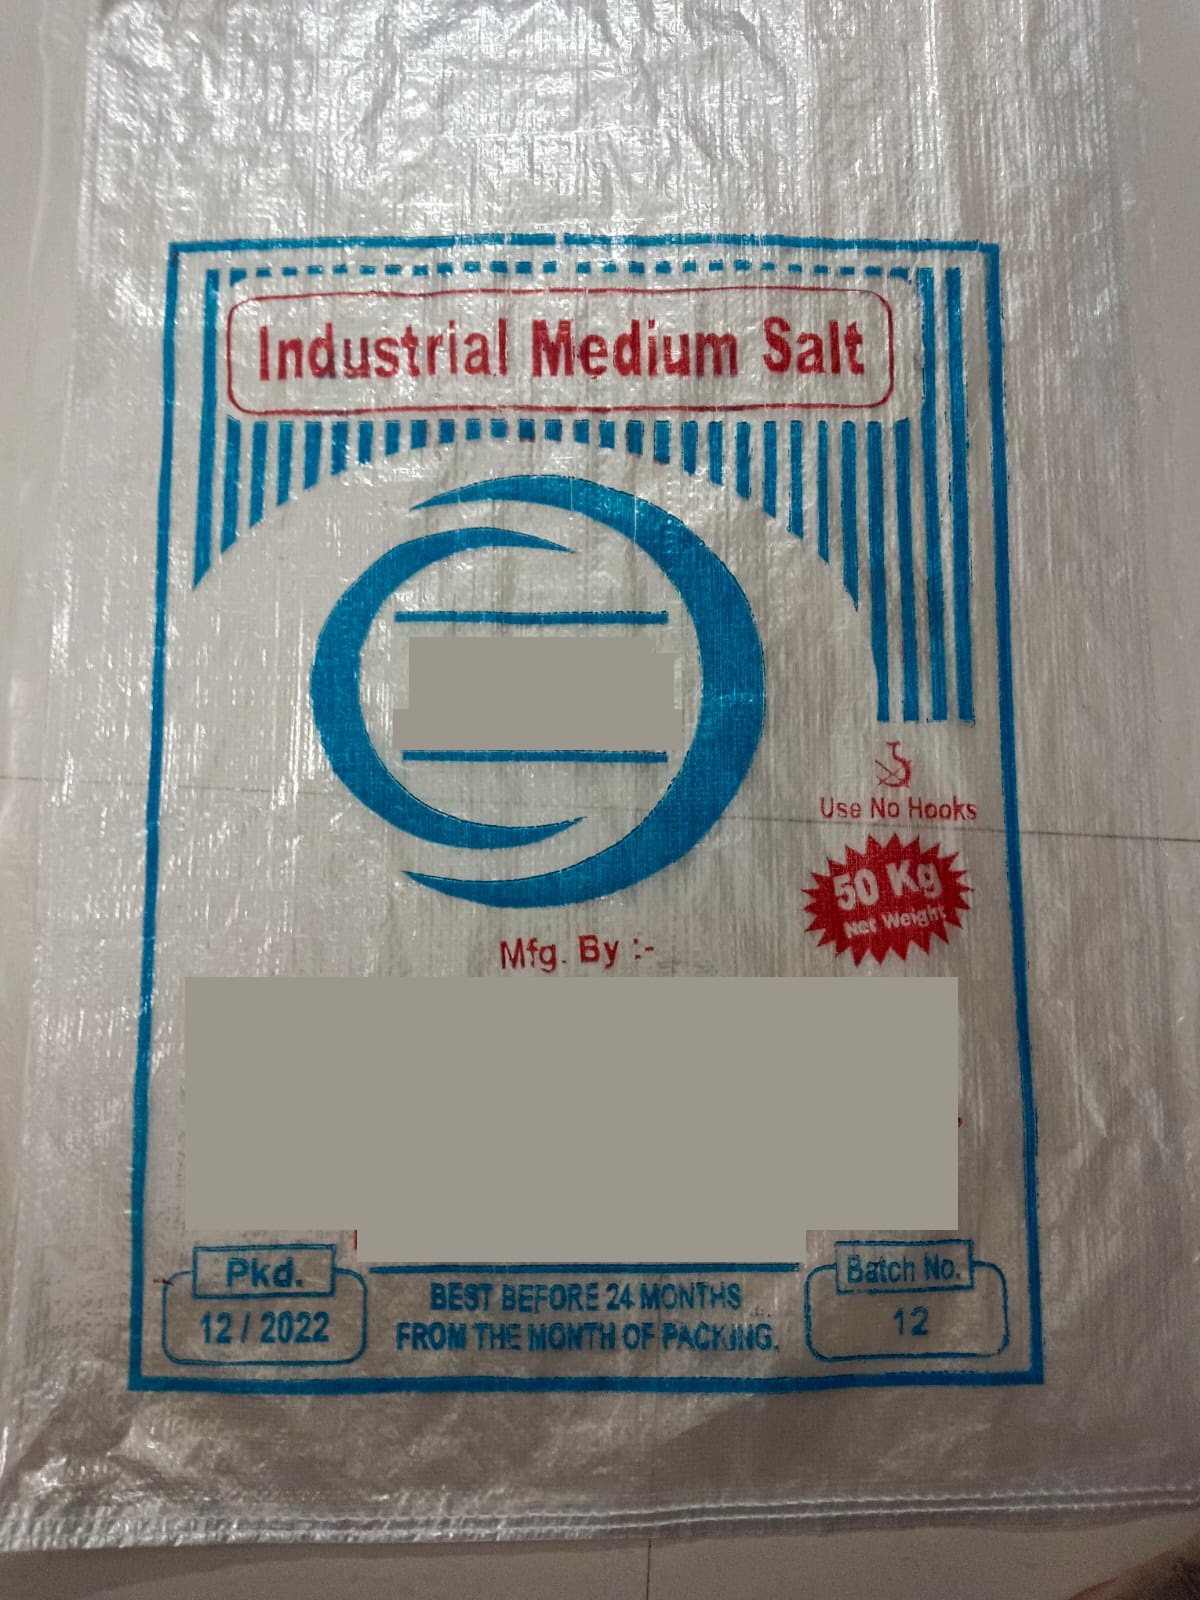 Industrial Medium Salt
Use No Hooks
50 Kg
Net Weight
Mfg. By :-
Pkd.
12 / 2022
BEST BEFORE 24 MONTHS
FROM THE MONTH OF PACKING.
Batch No.
12